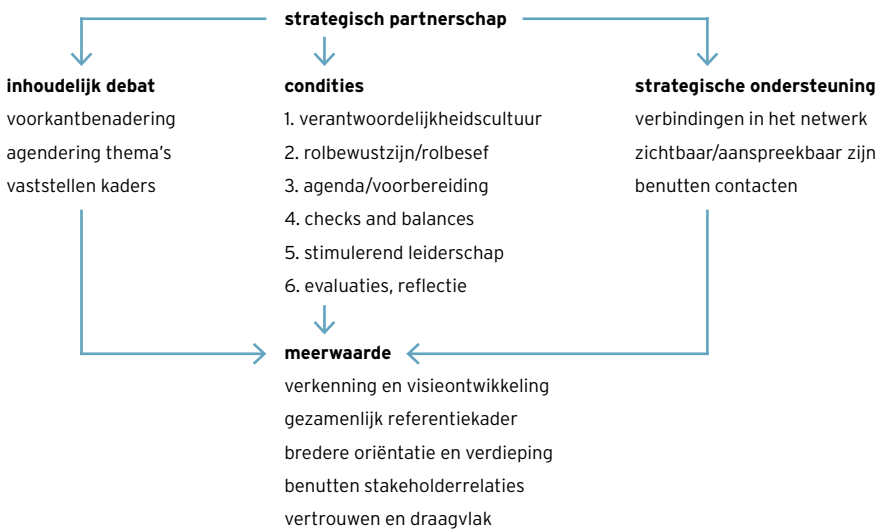 strategisch partnerschap
inhoudelijk debat
voorkantbenadering
agendering thema's
vaststellen kaders
condities
1. verantwoordelijkheidscultuur
2. rolbewustzijn/rolbesef
3. agenda/voorbereiding
4. checks and balances
5. stimulerend leiderschap
6. evaluaties, reflectie
strategische ondersteuning
verbindingen in het netwerk
zichtbaar/aanspreekbaar zijn
benutten contacten
meerwaarde
verkenning en visieontwikkeling
gezamenlijk referentiekader
bredere oriëntatie en verdieping
benutten stakeholderrelaties
vertrouwen en draagvlak